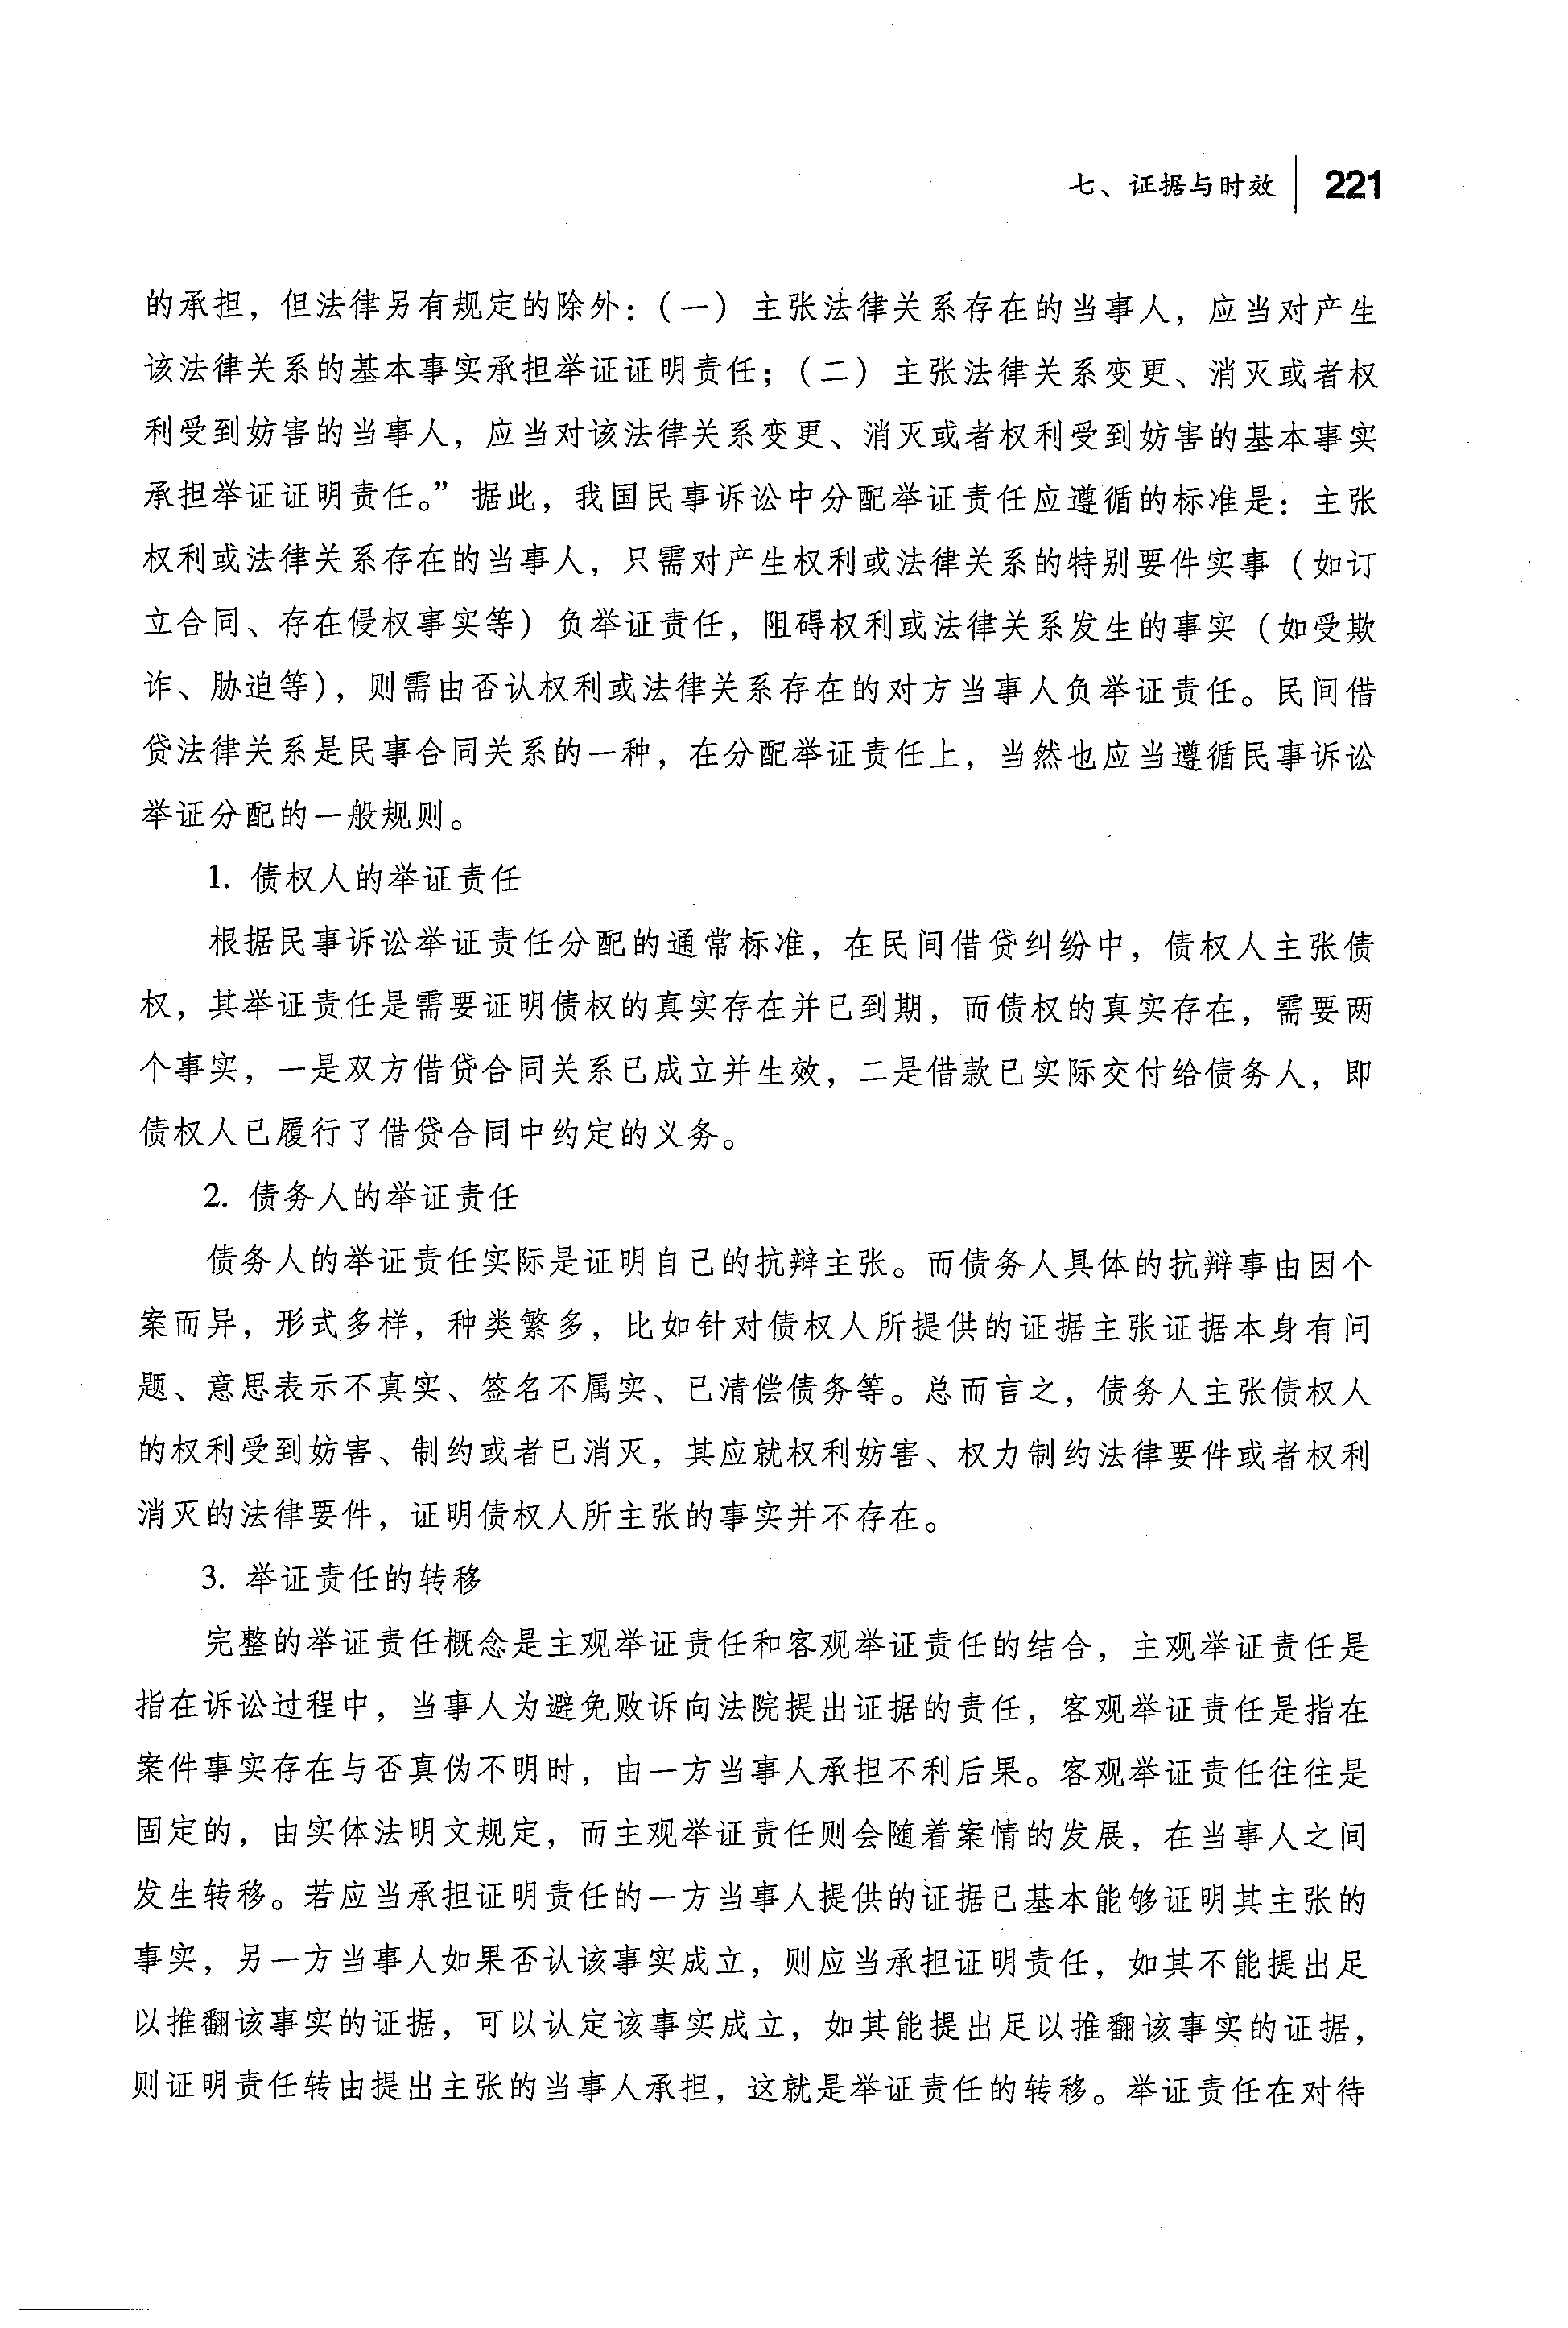 七、证据与时效 221
的承担，但法律另有规定的除外：（一）主张法律关系存在的当事人，应当对产生
该法律关系的基本事实承担举证证明责任；（二）主张法律关系变更、消灭或者权
利受到妨害的当事人，应当对该法律关系变更、消灭或者权利受到妨害的基本事实
承担举证证明责任。”据此，我国民事诉讼中分配举证责任应遵循的标准是：主张
权利或法律关系存在的当事人，只需对产生权利或法律关系的特别要件实事（如订
立合同、存在侵权事实等）负举证责任，阻碍权利或法律关系发生的事实（如受欺
诈、胁迫等），则需由否认权利或法律关系存在的对方当事人负举证责任。民间借
贷法律关系是民事合同关系的一种，在分配举证责任上，当然也应当遵循民事诉讼
举证分配的一般规则。
1. 债权人的举证责任
根据民事诉讼举证责任分配的通常标准，在民间借贷纠纷中，债权人主张债
权，其举证责任是需要证明债权的真实存在并已到期，而债权的真实存在，需要两
个事实，一是双方借贷合同关系已成立并生效，二是借款已实际交付给债务人，即
债权人已履行了借贷合同中约定的义务。
2. 债务人的举证责任
债务人的举证责任实际是证明自己的抗辩主张。而债务人具体的抗辩事由因个
案而异，形式多样，种类繁多，比如针对债权人所提供的证据主张证据本身有问
题、意思表示不真实、签名不属实、已清偿债务等。总而言之，债务人主张债权人
的权利受到妨害、制约或者已消灭，其应就权利妨害、权力制约法律要件或者权利
消灭的法律要件，证明债权人所主张的事实并不存在。
3. 举证责任的转移
完整的举证责任概念是主观举证责任和客观举证责任的结合，主观举证责任是
指在诉讼过程中，当事人为避免败诉向法院提出证据的责任，客观举证责任是指在
案件事实存在与否真伪不明时，由一方当事人承担不利后果。客观举证责任往往是
固定的，由实体法明文规定，而主观举证责任则会随着案情的发展，在当事人之间
发生转移。若应当承担证明责任的一方当事人提供的证据已基本能够证明其主张的
事实，另一方当事人如果否认该事实成立，则应当承担证明责任，如其不能提出足
以推翻该事实的证据，可以认定该事实成立，如其能提出足以推翻该事实的证据，
则证明责任转由提出主张的当事人承担，这就是举证责任的转移。举证责任在对待